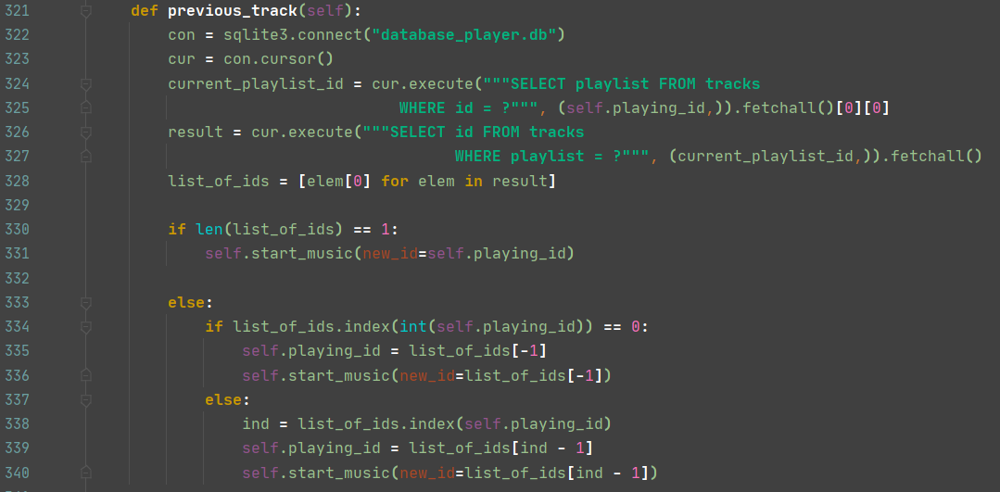 321 def previous_track(self):
322 con = sqlite3.connect("database_player.db")
323 cur = con.cursor()
324 current_playlist_id = cur.execute("""SELECT playlist FROM tracks
325 WHERE id = ?""", (self.playing_id,)).fetchall()[0][0]
326 result = cur.execute("""SELECT id FROM tracks
327 WHERE playlist = ?""", (current_playlist_id,)).fetchall()
328 list_of_ids = [elem[0] for elem in result]
329
330 if len(list_of_ids) == 1:
331 self.start_music(new_id=self.playing_id)
332
333 else:
334 if list_of_ids.index(int(self.playing_id)) == 0:
335 self.playing_id = list_of_ids[-1]
336 self.start_music(new_id=list_of_ids[-1])
337 else:
338 ind = list_of_ids.index(self.playing_id)
339 self.playing_id = list_of_ids[ind - 1]
340 self.start_music(new_id=list_of_ids[ind - 1])